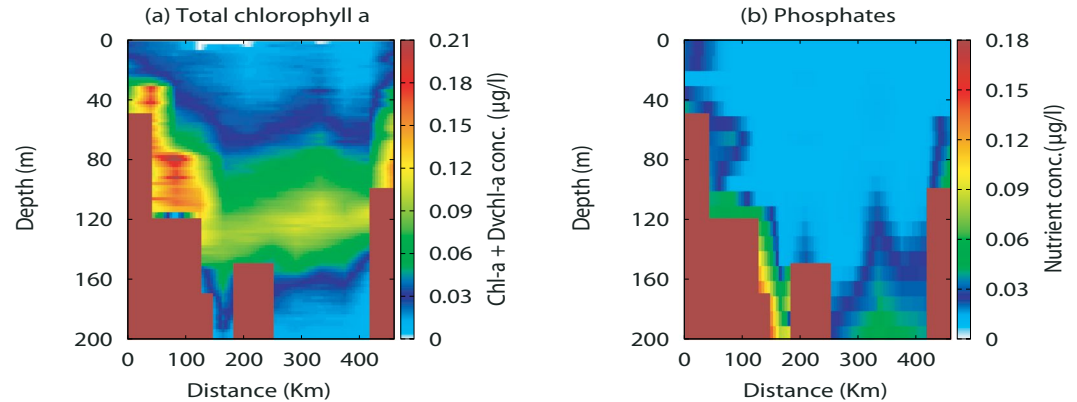 (a) Total chlorophyll a
0
40
80
120
160
200
Depth (m)
0 100 200 300 400
Distance (Km)
0.21
0.18
0.15
0.12
0.09
0.06
0.03
0
Chl-a + Dvchl-a conc. (µg/l)
(b) Phosphates
0
40
80
120
160
200
Depth (m)
0 100 200 300 400
Distance (Km)
0.18
0.15
0.12
0.09
0.06
0.03
0
Nutrient conc.(µg/l)